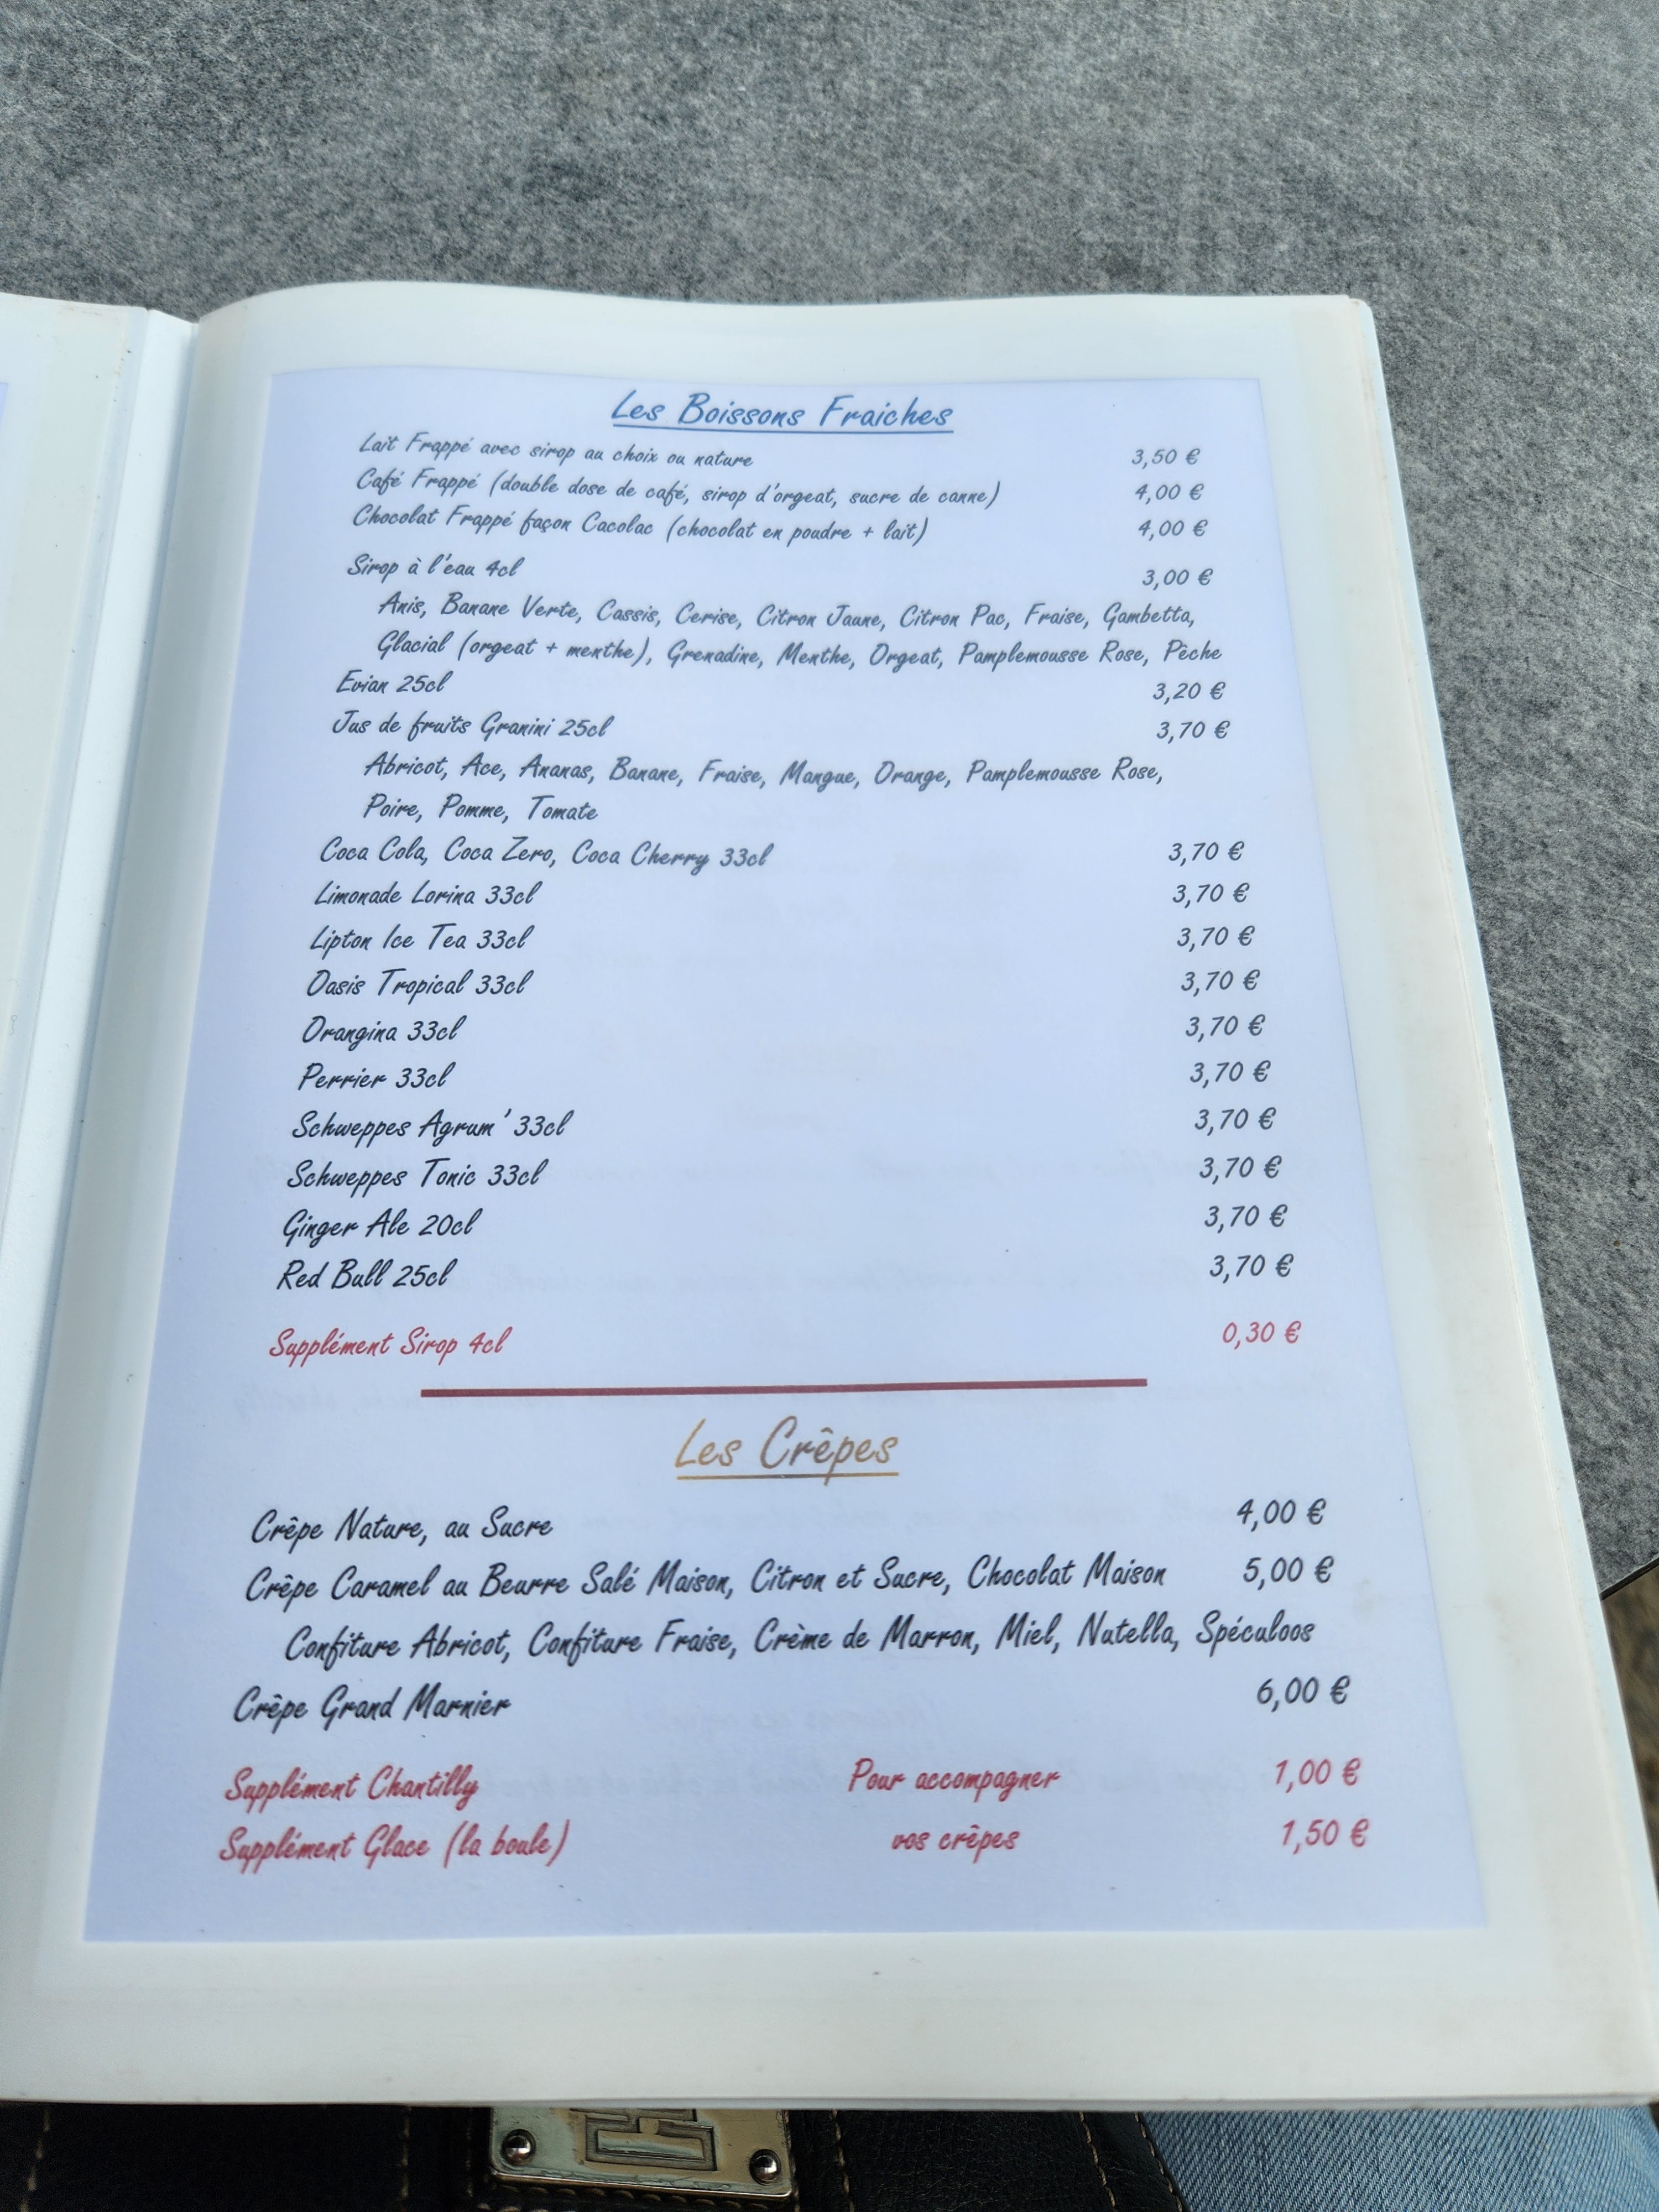 Les Boissons Fraiches
Lait Frappé avec sirop au choix ou nature 3,50 €
Café Frappé (double dose de café, sirop d'orgeat, sucre de canne) 4,00 €
Chocolat Frappé façon Cacolac (chocolat en poudre + lait) 4,00 €
Sirop à l'eau 4cl 3,00 €
Anis, Banane Verte, Cassis, Cerise, Citron Jaune, Citron Pac, Fraise, Gambetta,
Glacial (orgeat + menthe), Grenadine, Menthe, Orgeat, Pamplemousse Rose, Pêche
Evian 25cl 3,20 €
Jus de fruits Granini 25cl 3,70 €
Abricot, Ace, Ananas, Banane, Fraise, Mangue, Orange, Pamplemousse Rose,
Poire, Pomme, Tomate
Coca Cola, Coca Zero, Coca Cherry 33cl 3,70 €
Limonade Lorina 33cl 3,70 €
Lipton Ice Tea 33cl 3,70 €
Oasis Tropical 33cl 3,70 €
Orangina 33cl 3,70 €
Perrier 33cl 3,70 €
Schweppes Agrum' 33cl 3,70 €
Schweppes Tonic 33cl 3,70 €
Ginger Ale 20cl 3,70 €
Red Bull 25cl 3,70 €
Supplément Sirop 4cl 0,30 €
Les Crêpes
Crêpe Nature, au Sucre 4,00 €
Crêpe Caramel au Beurre Salé Maison, Citron et Sucre, Chocolat Maison 5,00 €
Confiture Abricot, Confiture Fraise, Crème de Marron, Miel, Nutella, Spéculoos
Crêpe Grand Marnier 6,00 €
Supplément Chantilly Pour accompagner 1,00 €
Supplément Glace (la boule) vos crêpes 1,50 €